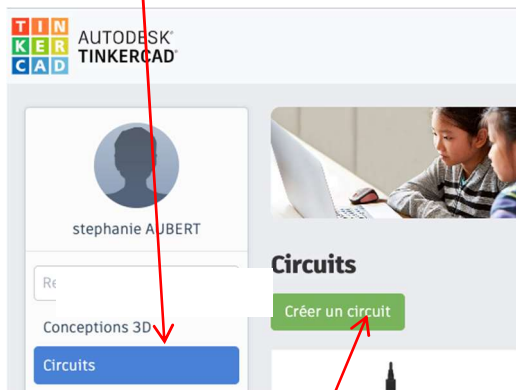 TIN
KER
CAD
AUTODESK®
TINKERCAD®
stephanie AUBERT
Re
Conceptions 3D
Circuits
Circuits
Créer un circuit